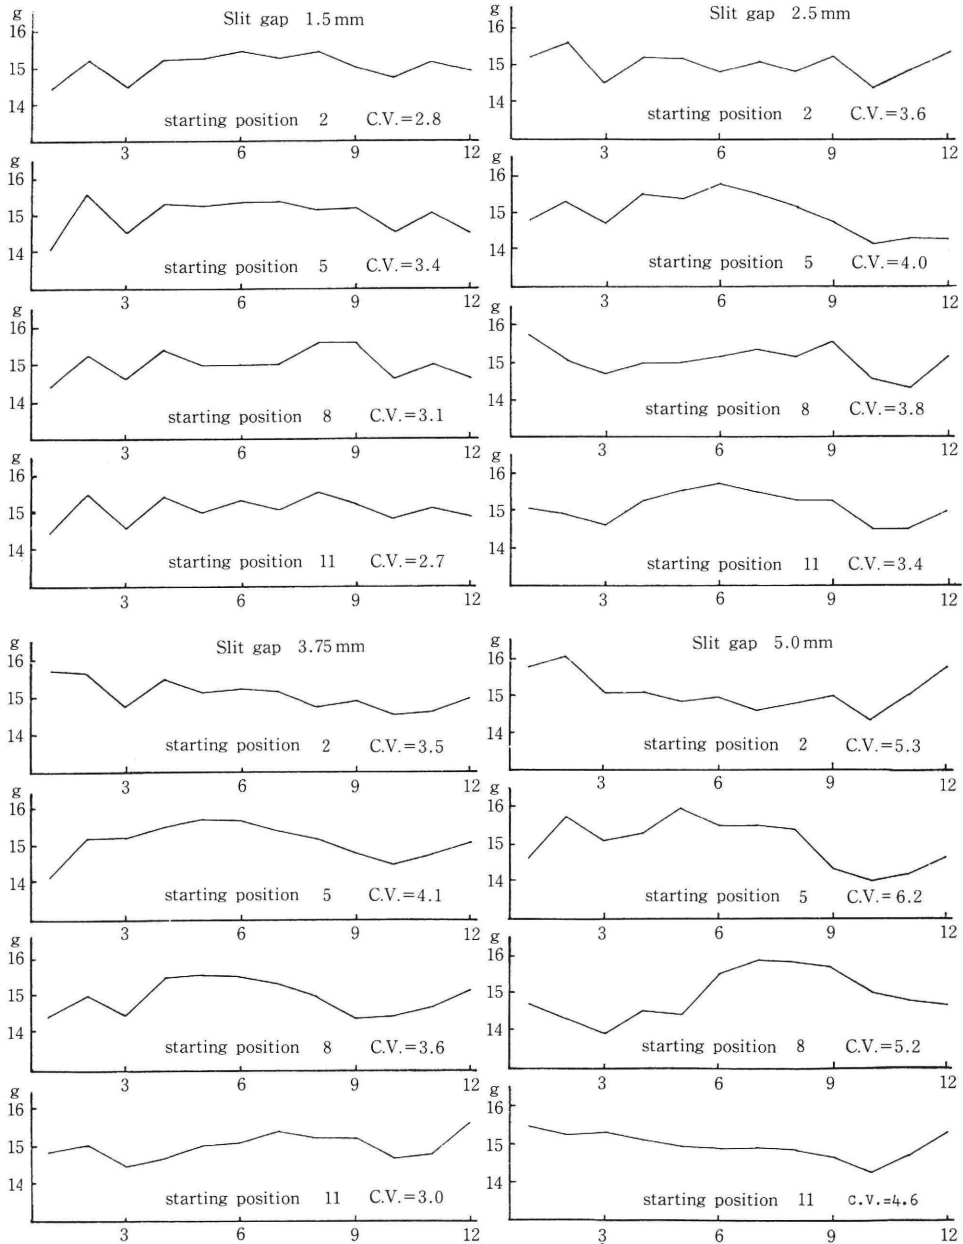 Slit gap 1.5 mm
g
16
15
14
starting position 2 C.V.=2.8
3 6 9 12
g
16
15
14
starting position 5 C.V.=3.4
3 6 9 12
g
16
15
14
starting position 8 C.V.=3.1
3 6 9 12
g
16
15
14
starting position 11 C.V.=2.7
3 6 9 12
Slit gap 2.5 mm
g
16
15
14
starting position 2 C.V.=3.6
3 6 9 12
g
16
15
14
starting position 5 C.V.=4.0
3 6 9 12
g
16
15
14
starting position 8 C.V.=3.8
3 6 9 12
g
16
15
14
starting position 11 C.V.=3.4
3 6 9 12
Slit gap 3.75 mm
g
16
15
14
starting position 2 C.V.=3.5
3 6 9 12
g
16
15
14
starting position 5 C.V.=4.1
3 6 9 12
g
16
15
14
starting position 8 C.V.=3.6
3 6 9 12
g
16
15
14
starting position 11 C.V.=3.0
3 6 9 12
Slit gap 5.0 mm
g
16
15
14
starting position 2 C.V.=5.3
3 6 9 12
g
16
15
14
starting position 5 C.V.=6.2
3 6 9 12
g
16
15
14
starting position 8 C.V.=5.2
3 6 9 12
g
16
15
14
starting position 11 C.V.=4.6
3 6 9 12